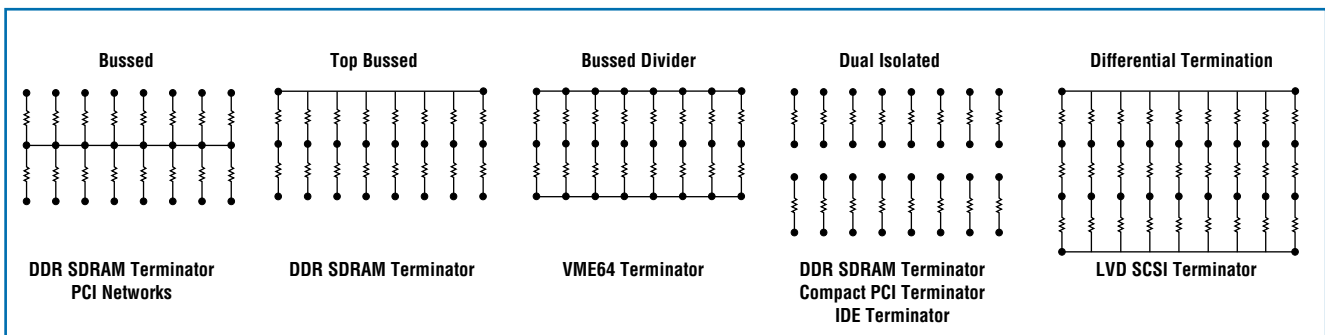 Bussed
Top Bussed
Bussed Divider
Dual Isolated
Differential Termination
DDR SDRAM Terminator
PCI Networks
DDR SDRAM Terminator
VME64 Terminator
DDR SDRAM Terminator
Compact PCI Terminator
IDE Terminator
LVD SCSI Terminator